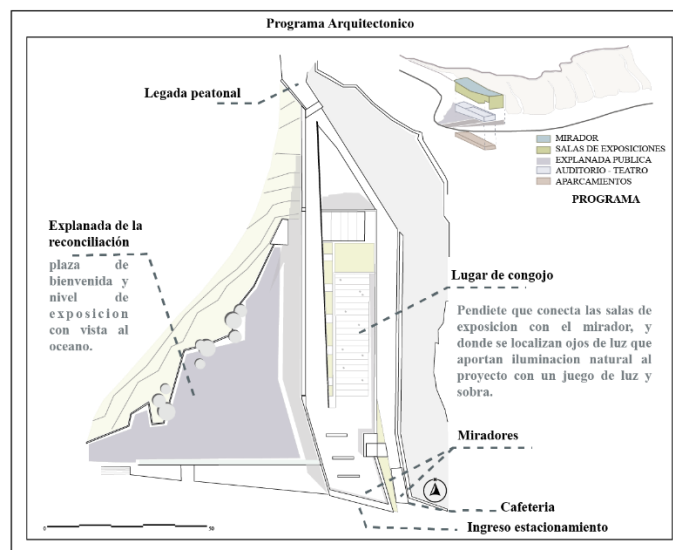 Programa Arquitectonico
Legada peatonal
MIRADOR
SALAS DE EXPOSICIONES
EXPLANADA PUBLICA
AUDITORIO - TEATRO
APARCAMIENTOS
PROGRAMA
Explanada de la
reconciliación
plaza de
bienvenida y
nivel de
exposicion
con vista al
oceano.
Lugar de congojo
Pendiete que conecta las salas de
exposicion con el mirador, y
donde se localizan ojos de luz que
aportan iluminacion natural al
proyecto con un juego de luz y
sobra.
Miradores
Cafeteria
Ingreso estacionamiento
0
50